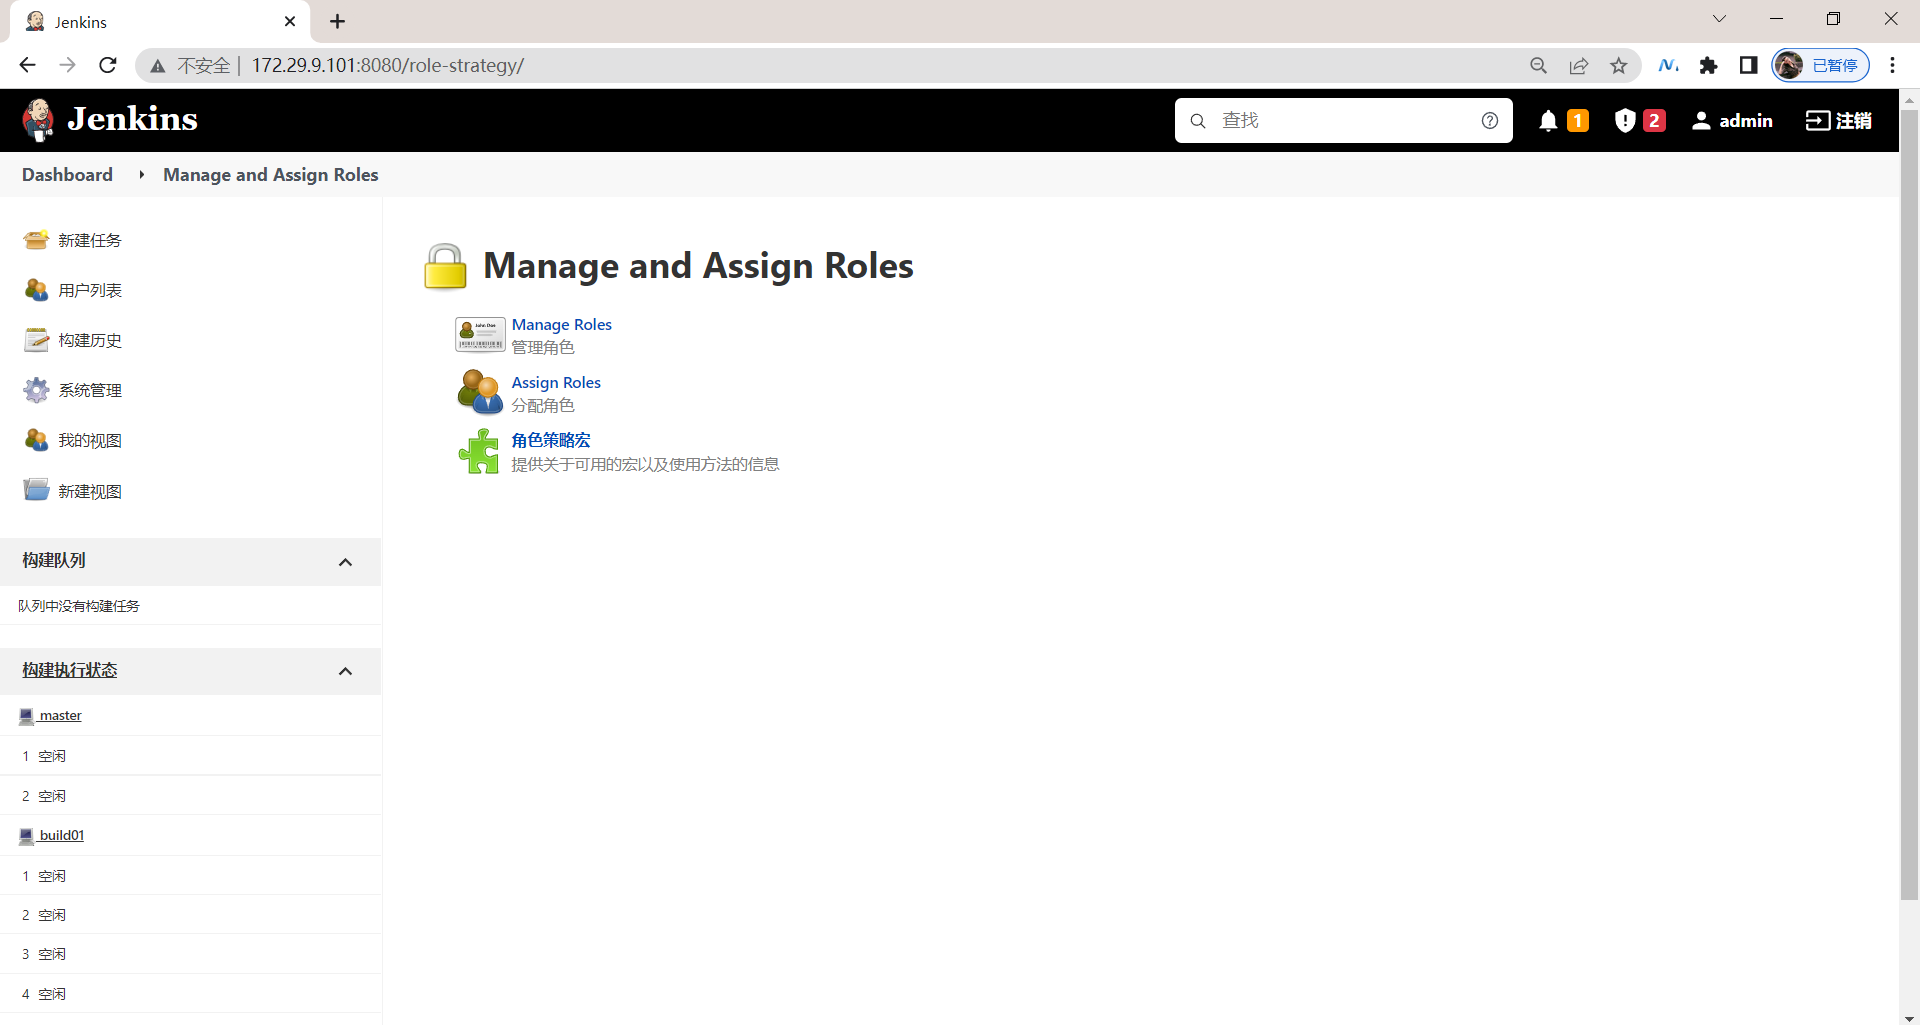 Jenkins
不安全 | 172.29.9.101:8080/role-strategy/
已暂停
Jenkins
查找
1
2
admin
注销
Dashboard
Manage and Assign Roles
新建任务
用户列表
构建历史
系统管理
我的视图
新建视图
构建队列
队列中没有构建任务
构建执行状态
master
1 空闲
2 空闲
build01
1 空闲
2 空闲
3 空闲
4 空闲
Manage and Assign Roles
John Doe
Manage Roles
管理角色
Assign Roles
分配角色
角色策略宏
提供关于可用的宏以及使用方法的信息